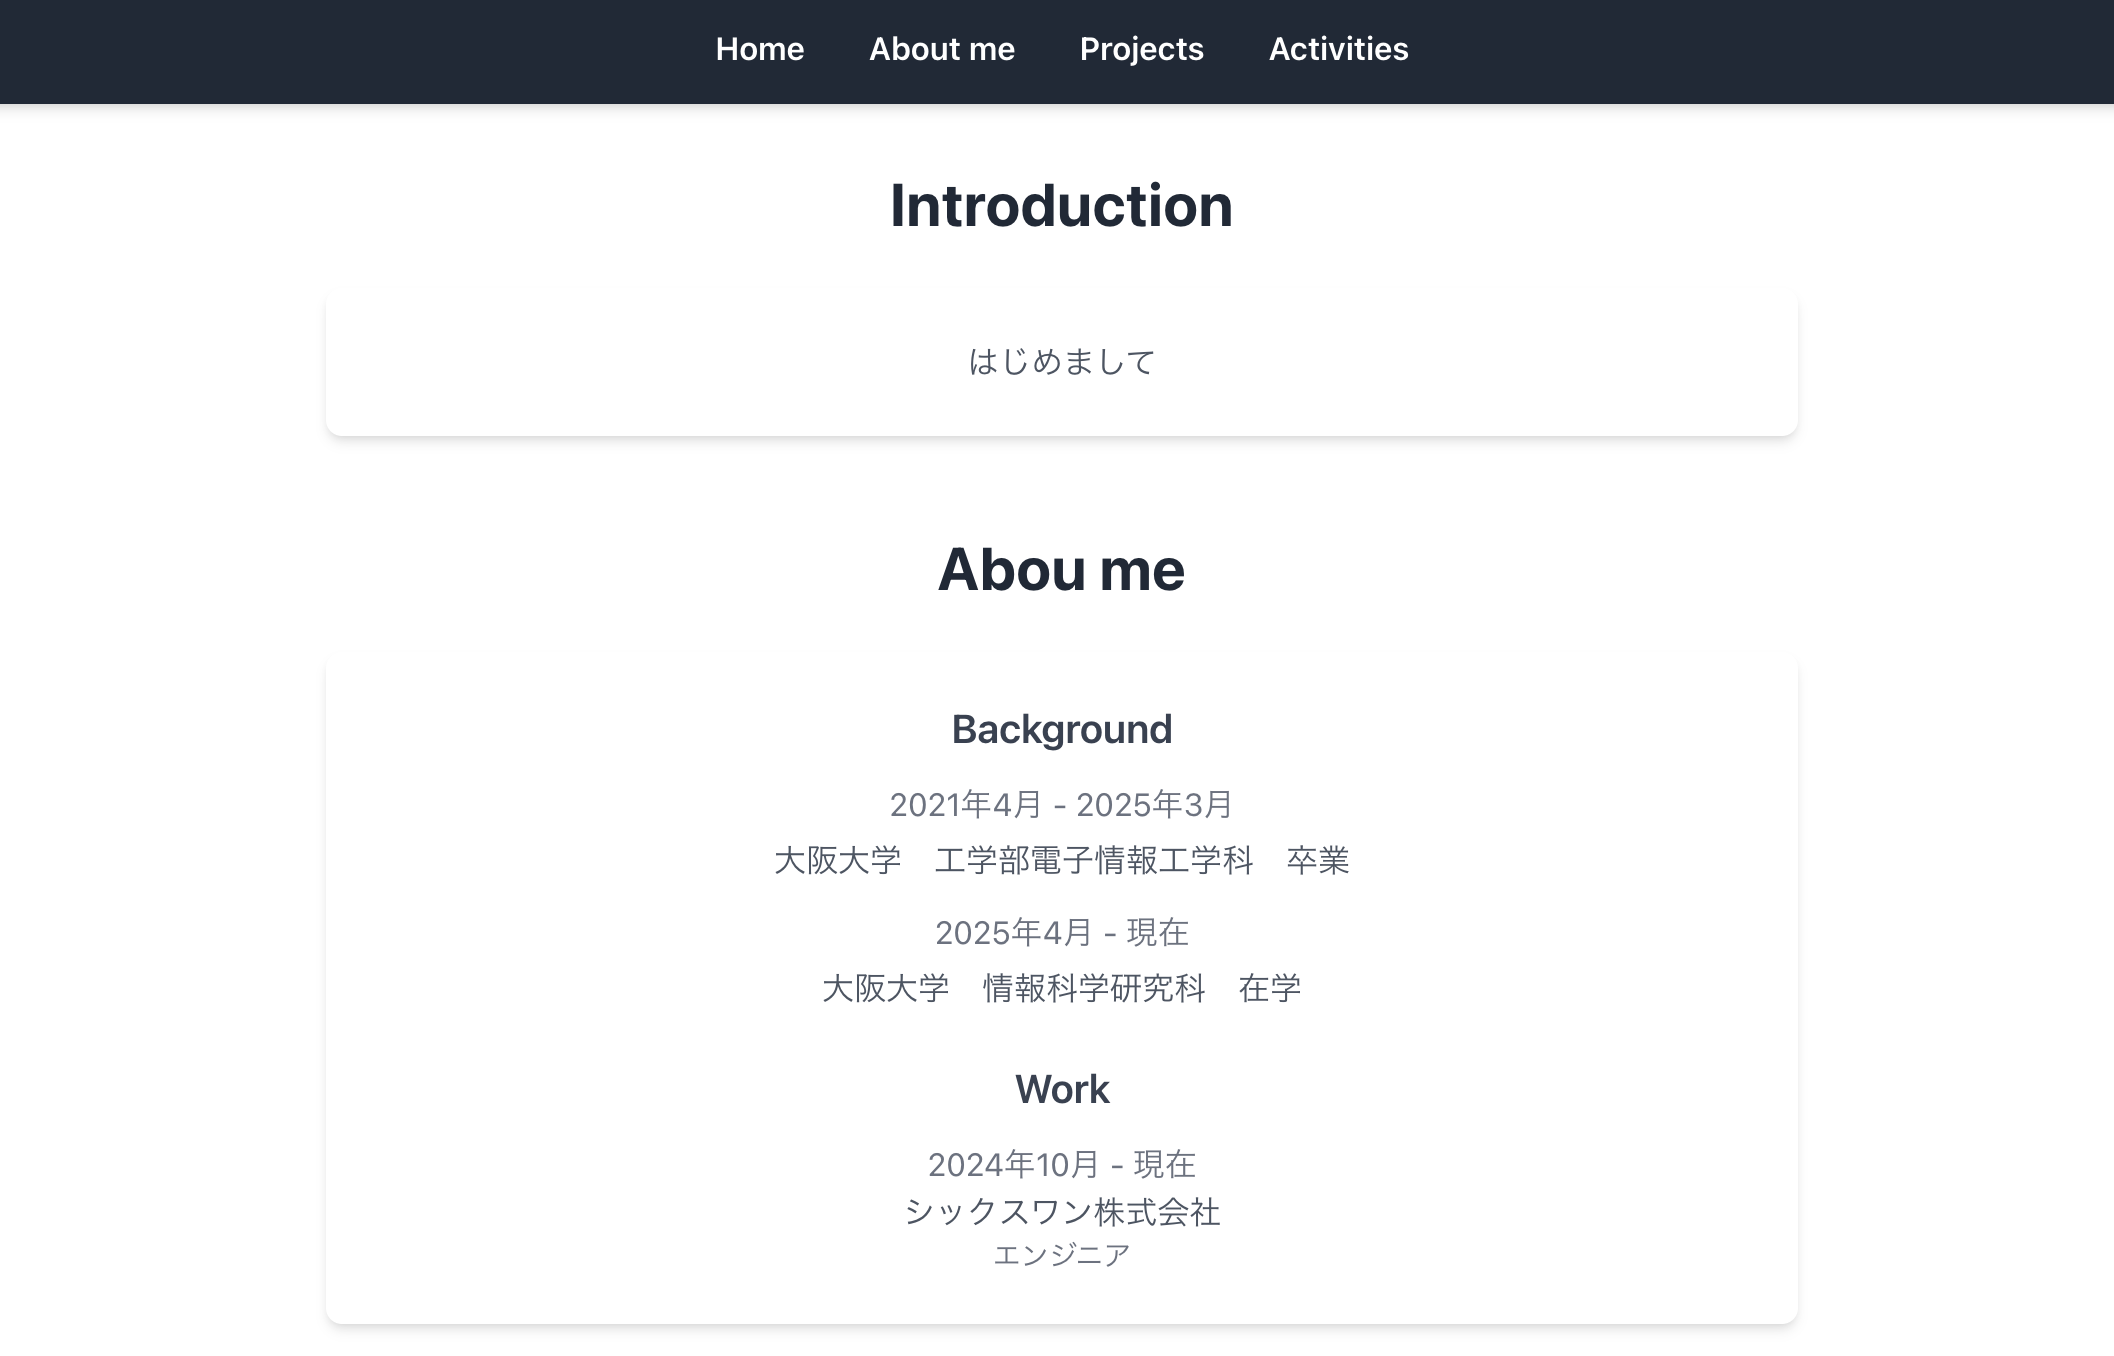 Home About me Projects Activities
Introduction
はじめまして
Abou me
Background
2021年4月 - 2025年3月
大阪大学　工学部電子情報工学科　卒業
2025年4月 - 現在
大阪大学　情報科学研究科　在学
Work
2024年10月 - 現在
シックスワン株式会社
エンジニア